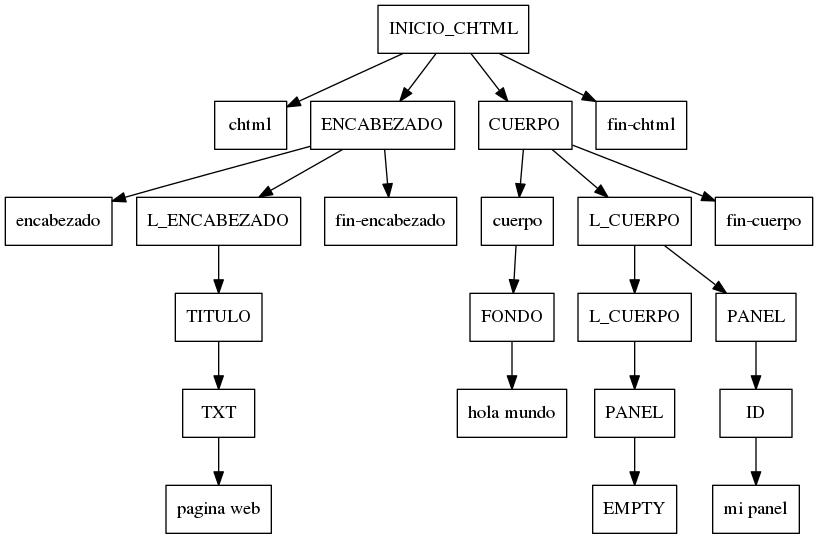 INICIO_CHTML
chtml
ENCABEZADO
CUERPO
fin-chtml
encabezado
L_ENCABEZADO
fin-encabezado
cuerpo
L_CUERPO
fin-cuerpo
TITULO
FONDO
L_CUERPO
PANEL
TXT
hola mundo
PANEL
ID
pagina web
EMPTY
mi panel